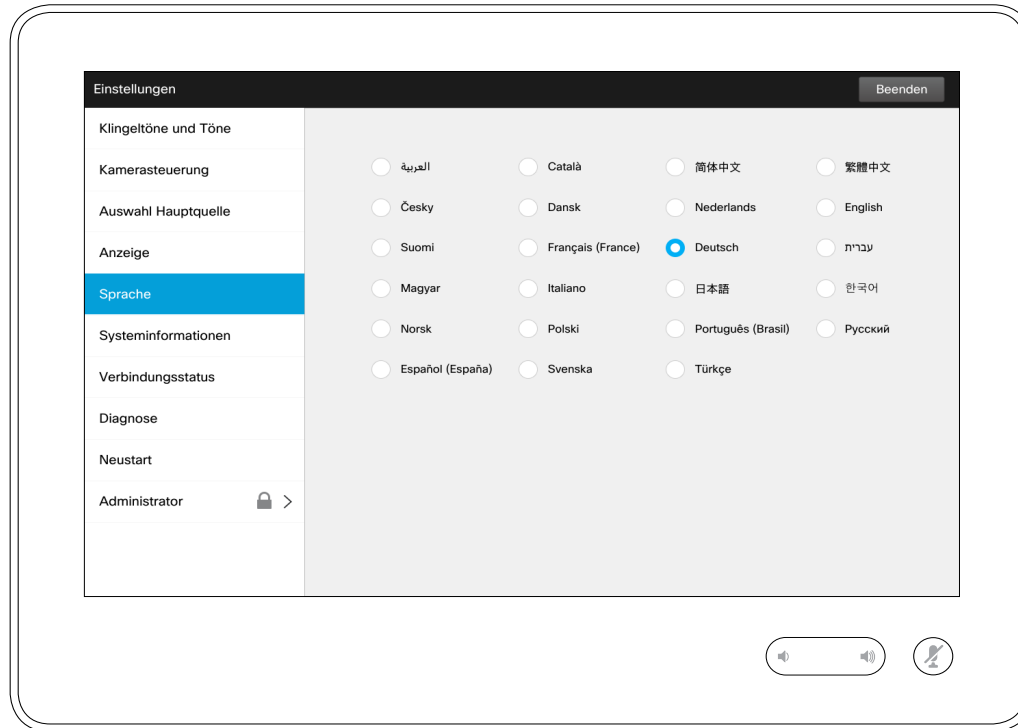 Einstellungen
Beenden
Klingeltöne und Töne
Kamerasteuerung
Auswahl Hauptquelle
Anzeige
Sprache
Systeminformationen
Verbindungsstatus
Diagnose
Neustart
Administrator
العربية Català 简体中文 繁體中文
Česky Dansk Nederlands English
Suomi Français (France) Deutsch עברית
Magyar Italiano 日本語 한국어
Norsk Polski Português (Brasil) Русский
Español (España) Svenska Türkçe